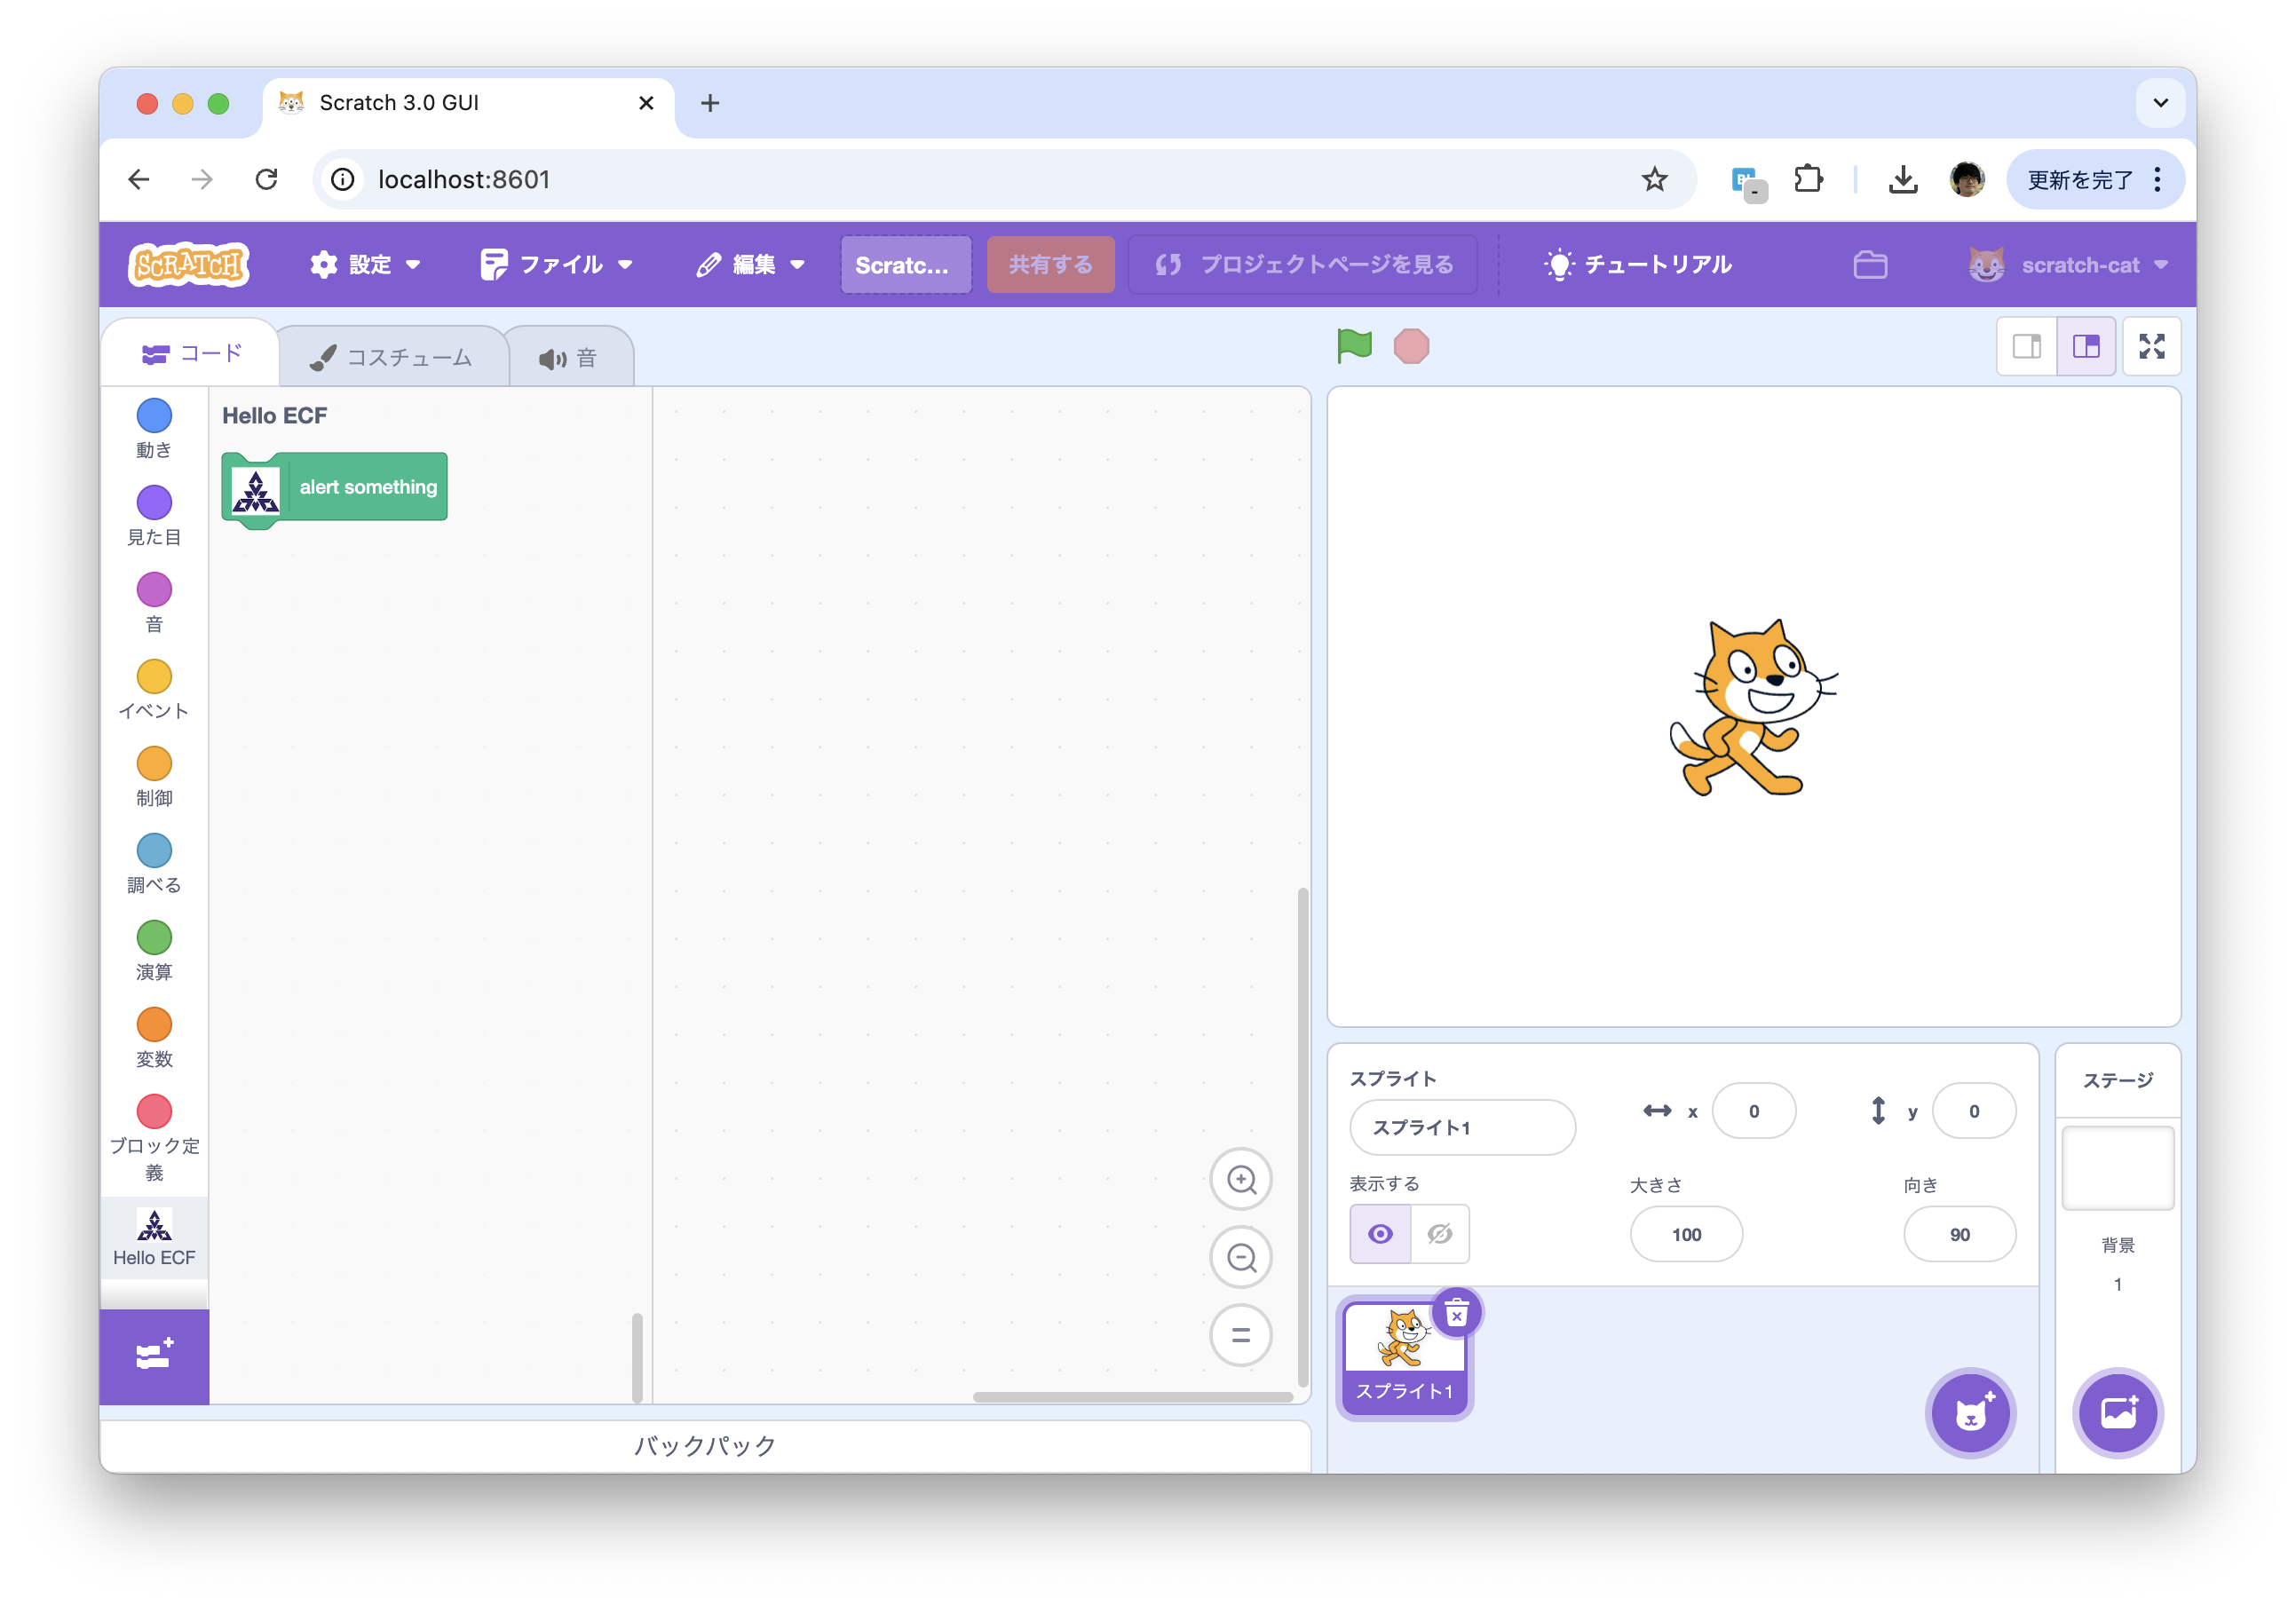 Scratch 3.0 GUI
localhost:8601
更新を完了
SCRATCH
設定
ファイル
編集
Scratc...
共有する
プロジェクトページを見る
チュートリアル
scratch-cat
コード
コスチューム
音
動き
見た目
音
イベント
制御
調べる
演算
変数
ブロック定
義
Hello ECF
Hello ECF
alert something
バックパック
スプライト
スプライト1
x
0
y
0
表示する
大きさ
100
向き
90
スプライト1
ステージ
背景
1